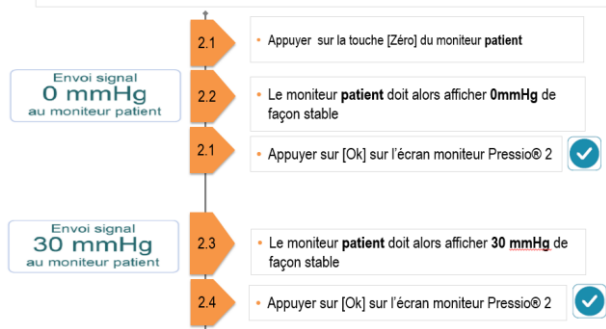 2.1
• Appuyer sur la touche [Zéro] du moniteur patient
Envoi signal
0 mmHg
au moniteur patient
2.2
• Le moniteur patient doit alors afficher 0mmHg de
façon stable
2.1
• Appuyer sur [Ok] sur l'écran moniteur Pressio® 2
Envoi signal
30 mmHg
au moniteur patient
2.3
• Le moniteur patient doit alors afficher 30 mmHg de
façon stable
2.4
• Appuyer sur [Ok] sur l'écran moniteur Pressio® 2